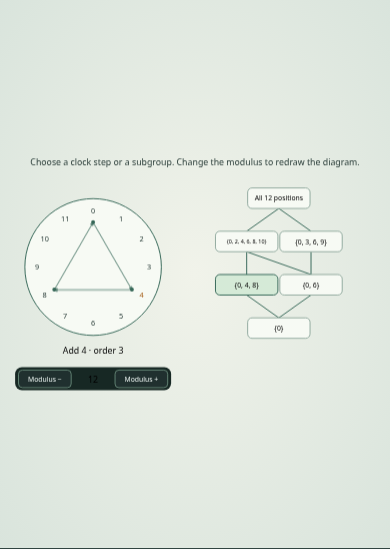 Choose a clock step or a subgroup. Change the modulus to redraw the diagram.
0
11
1
10
2
9
3
8
4
7
5
6
Add 4 · order 3
Modulus −
12
Modulus +
All 12 positions
{0, 2, 4, 6, 8, 10}
{0, 3, 6, 9}
{0, 4, 8}
{0, 6}
{0}